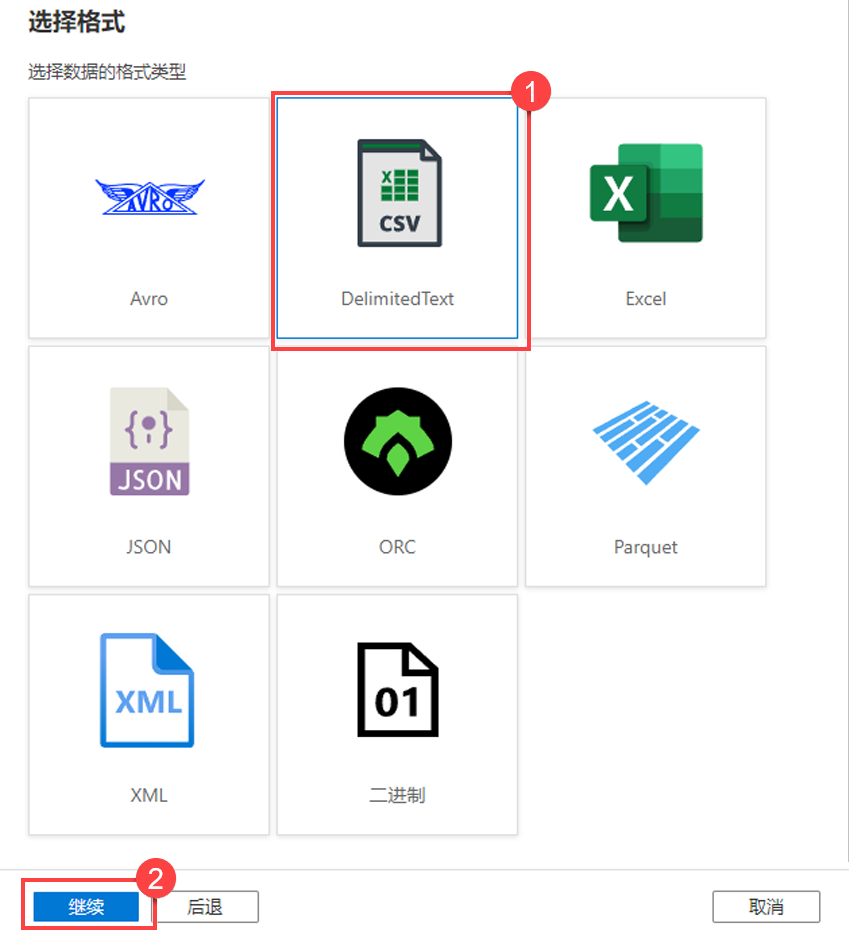 选择格式
选择数据的格式类型
1
AVRO
X
CSV
X
Avro
DelimitedText
Excel
{ }
JSON
JSON
ORC
Parquet
XML
01
XML
二进制
2
继续
后退
取消